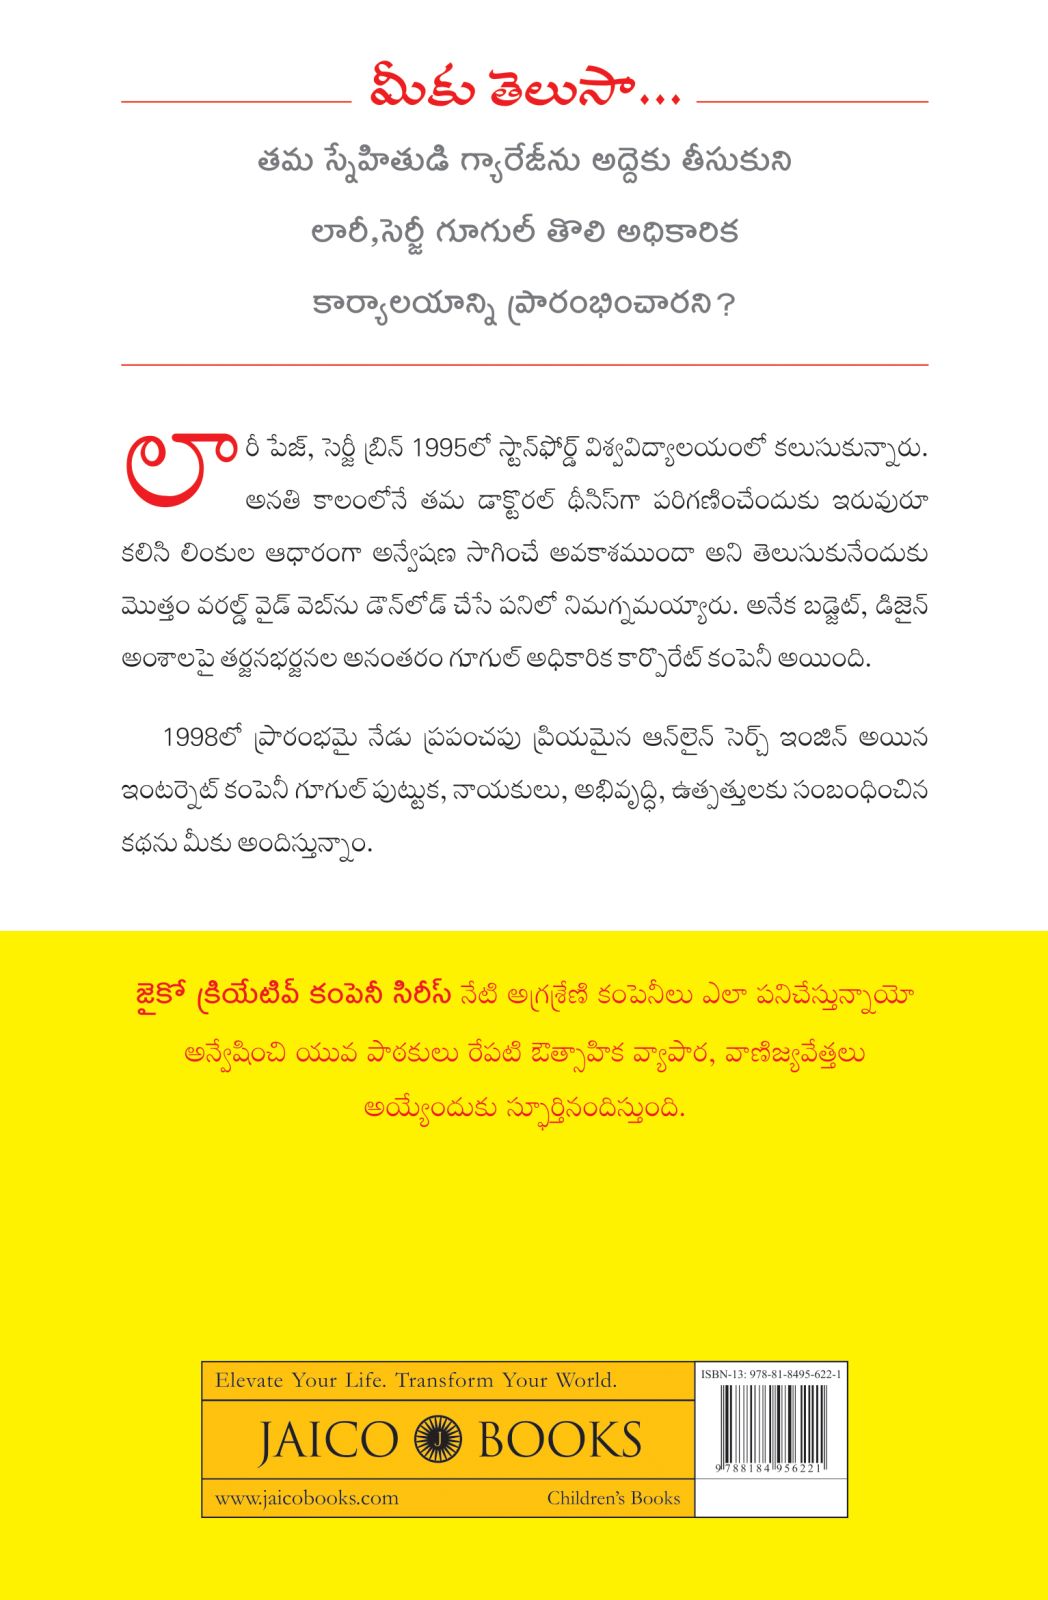 మీకు తెలుసా...
తమ స్నేహితుడి గ్యారేజ్‌ను అద్దెకు తీసుకుని
లారీ,సెర్జీ గూగుల్ తొలి అధికారిక
కార్యాలయాన్ని ప్రారంభించారని?
లారీ పేజ్, సెర్జీ బ్రిన్ 1995లో స్టాన్‌ఫోర్డ్ విశ్వవిద్యాలయంలో కలుసుకున్నారు.
అనతి కాలంలోనే తమ డాక్టొరల్ థీసిస్‌గా పరిగణించేందుకు ఇరువురూ
కలిసి లింకుల ఆధారంగా అన్వేషణ సాగించే అవకాశముందా అని తెలుసుకునేందుకు
మొత్తం వరల్డ్ వైడ్ వెబ్‌ను డౌన్‌లోడ్ చేసే పనిలో నిమగ్నమయ్యారు. అనేక బడ్జెట్, డిజైన్
అంశాలపై తర్జనభర్జనల అనంతరం గూగుల్ అధికారిక కార్పొరేట్ కంపెనీ అయింది.
1998లో ప్రారంభమై నేడు ప్రపంచపు ప్రియమైన ఆన్‌లైన్ సెర్చ్ ఇంజిన్ అయిన
ఇంటర్నెట్ కంపెనీ గూగుల్ పుట్టుక, నాయకులు, అభివృద్ధి, ఉత్పత్తులకు సంబంధించిన
కథను మీకు అందిస్తున్నాం.
జైకో క్రియేటివ్ కంపెనీ సిరీస్ నేటి అగ్రశ్రేణి కంపెనీలు ఎలా పనిచేస్తున్నాయో
అన్వేషించి యువ పాఠకులు రేపటి ఔత్సాహిక వ్యాపార, వాణిజ్యవేత్తలు
అయ్యేందుకు స్ఫూర్తినందిస్తుంది.
Elevate Your Life. Transform Your World.
JAICO J BOOKS
www.jaicobooks.com Children's Books
ISBN-13: 978-81-8495-622-1
9 788184 956221